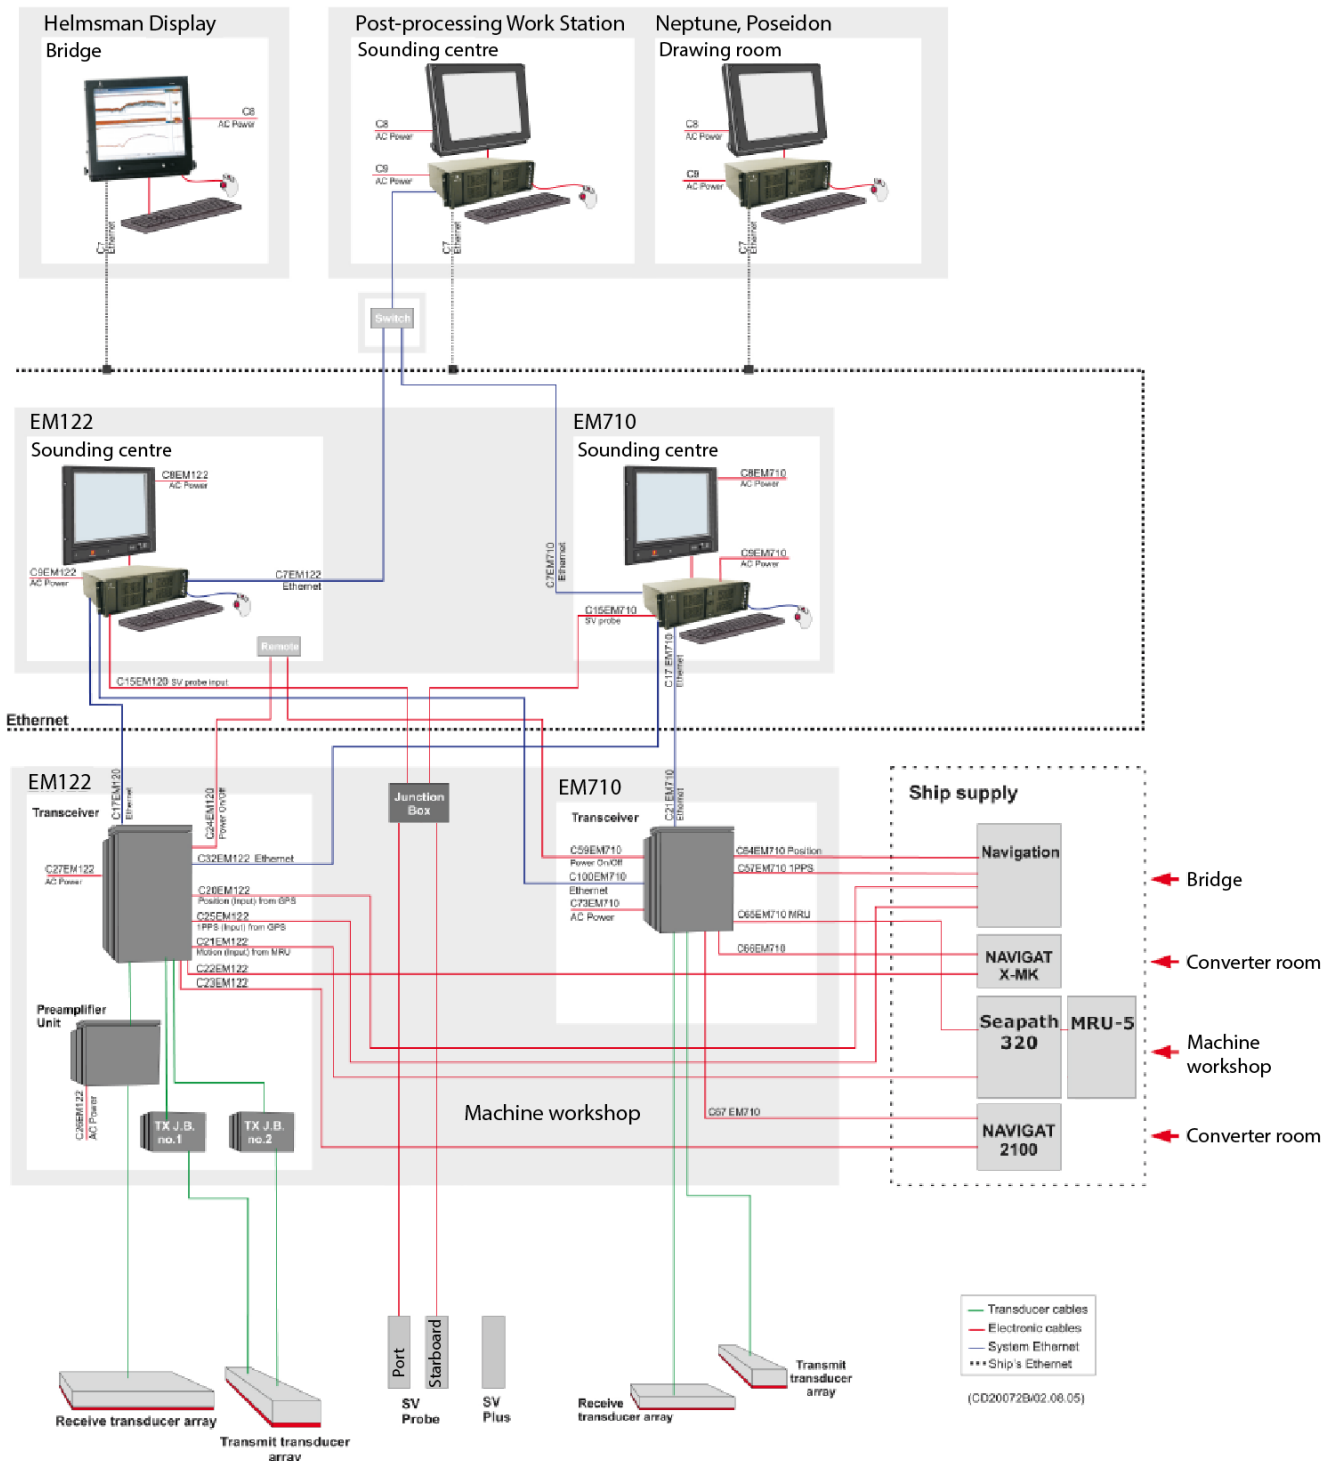 Helmsman Display
Bridge
C8
AC Power
C7
Ethernet
Post-processing Work Station
Sounding centre
C8
AC Power
C9
AC Power
C7
Ethernet
Neptune, Poseidon
Drawing room
C8
AC Power
C9
AC Power
C7
Ethernet
Switch
EM122
Sounding centre
C8EM122
AC Power
C9EM122
AC Power
C7EM122
Ethernet
Remote
C15EM120 SV probe input
EM710
Sounding centre
C8EM710
AC Power
C9EM710
AC Power
C7EM710
Ethernet
C15EM710
SV probe
C17 EM710
Ethernet
Ethernet
EM122
Transceiver
C17EM120
Ethernet
C24EM120
Power On/Off
C27EM122
AC Power
C32EM122 Ethernet
C20EM122
Position (Input) from GPS
C25EM122
1PPS (Input) from GPS
C21EM122
Motion (Input) from MRU
C22EM122
C23EM122
Preamplifier
Unit
C26EM122
AC Power
TX J.B.
no.1
TX J.B.
no.2
Junction
Box
Machine workshop
EM710
Transceiver
C21EM710
Ethernet
C59EM710
Power On/Off
C100EM710
Ethernet
C73EM710
AC Power
C64EM710 Position
C57EM710 1PPS
C65EM710 MRU
C66EM710
C67 EM710
Ship supply
Navigation
NAVIGAT
X-MK
Seapath
320
MRU-5
NAVIGAT
2100
Bridge
Converter room
Machine
workshop
Converter room
Receive transducer array
Transmit transducer
array
Port
Starboard
SV
Probe
SV
Plus
Receive
transducer array
Transmit
transducer
array
Transducer cables
Electronic cables
System Ethernet
Ship's Ethernet
(CD20072B/02.08.05)